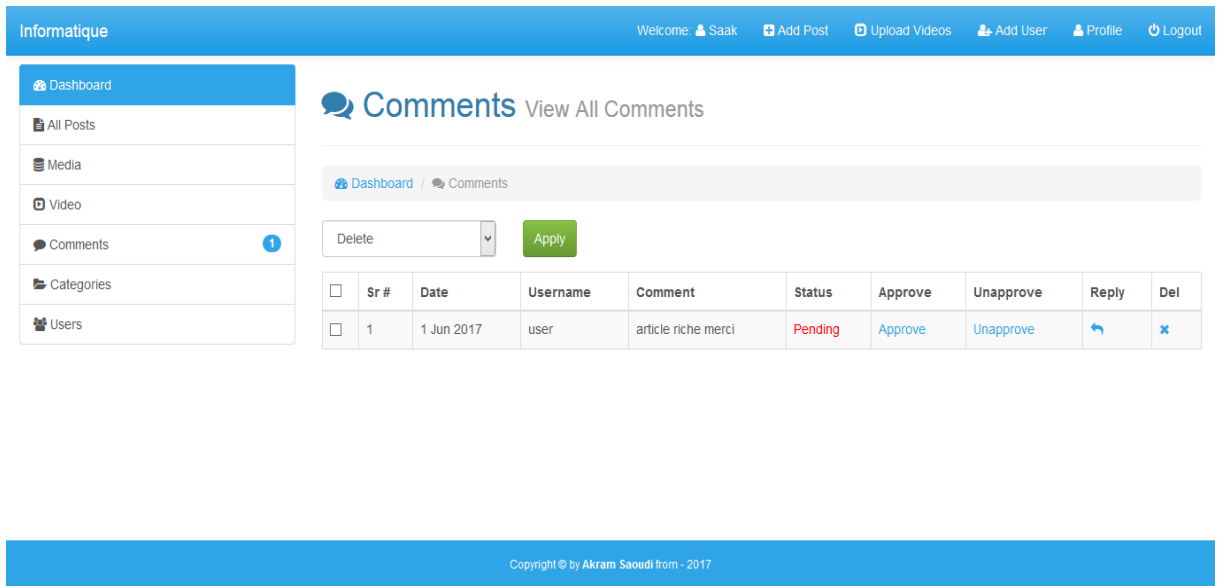 Informatique Welcome: Saak Add Post Upload Videos Add User Profile Logout
Dashboard
All Posts
Media
Video
Comments 1
Categories
Users
Comments View All Comments
Dashboard / Comments
Delete Apply
Sr # Date Username Comment Status Approve Unapprove Reply Del
1 1 Jun 2017 user article riche merci Pending Approve Unapprove
Copyright © by Akram Saoudi from - 2017